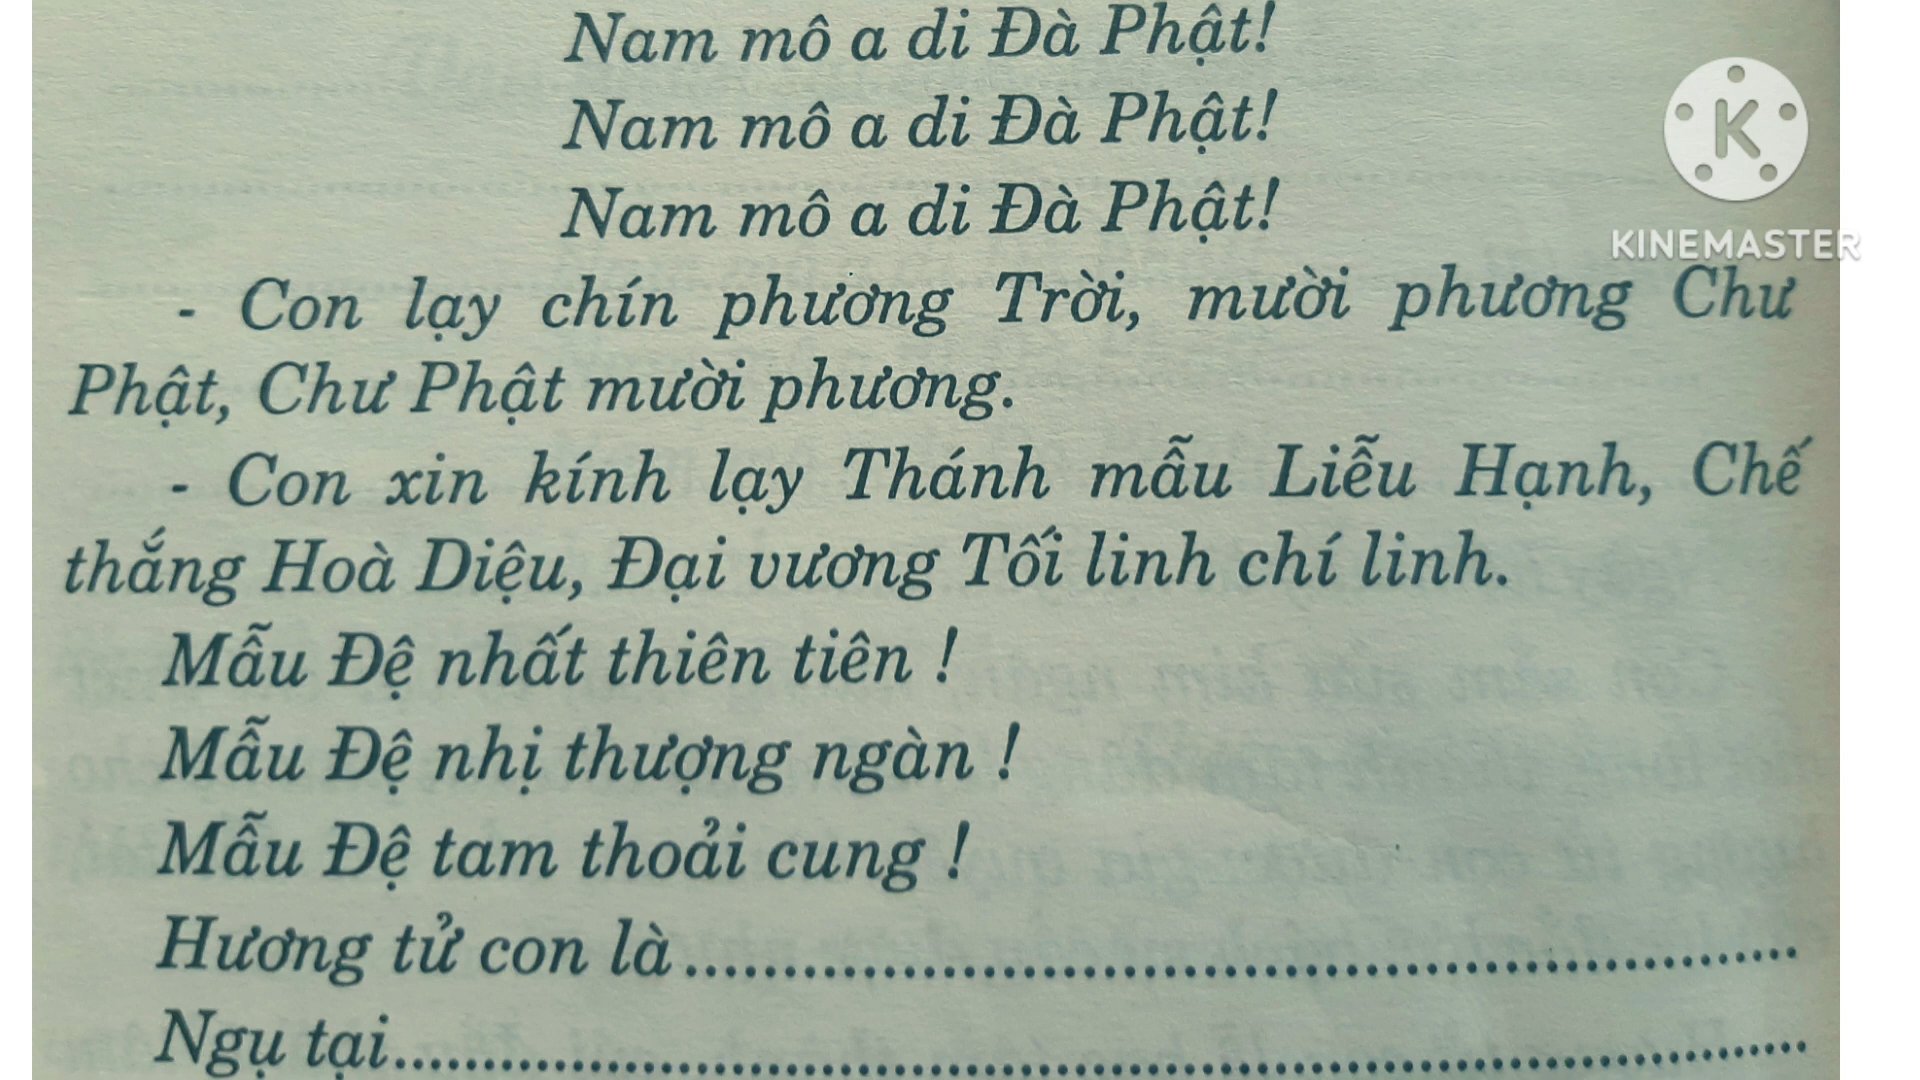 Nam mô a di Đà Phật!
Nam mô a di Đà Phật!
Nam mô a di Đà Phật!
K
KINEMASTER
- Con lạy chín phương Trời, mười phương Chư
Phật, Chư Phật mười phương.
- Con xin kính lạy Thánh mẫu Liễu Hạnh, Chế
thắng Hoà Diệu, Đại vương Tối linh chí linh.
Mẫu Đệ nhất thiên tiên !
Mẫu Đệ nhị thượng ngàn !
Mẫu Đệ tam thoải cung !
Hương tử con là..........................................................
Ngụ tại..........................................................................